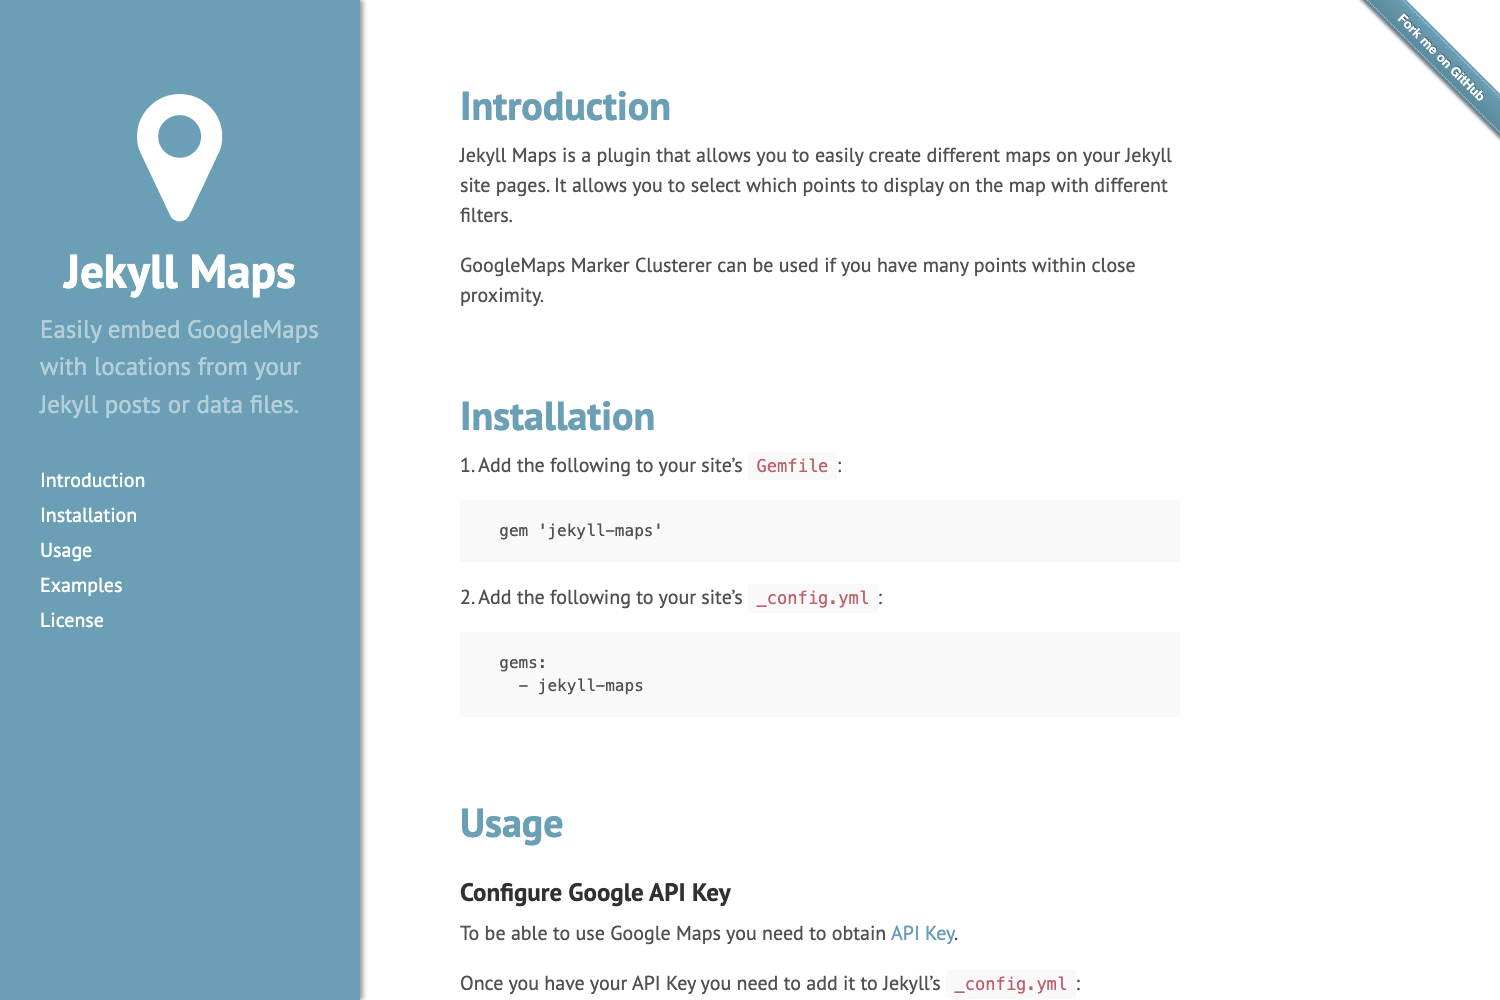 Jekyll Maps
Easily embed GoogleMaps
with locations from your
Jekyll posts or data files.
Introduction
Installation
Usage
Examples
License
Fork me on GitHub
Introduction
Jekyll Maps is a plugin that allows you to easily create different maps on your Jekyll
site pages. It allows you to select which points to display on the map with different
filters.
GoogleMaps Marker Clusterer can be used if you have many points within close
proximity.
Installation
1. Add the following to your site’s Gemfile :
gem 'jekyll-maps'
2. Add the following to your site’s _config.yml :
gems:
  - jekyll-maps
Usage
Configure Google API Key
To be able to use Google Maps you need to obtain API Key.
Once you have your API Key you need to add it to Jekyll’s _config.yml :